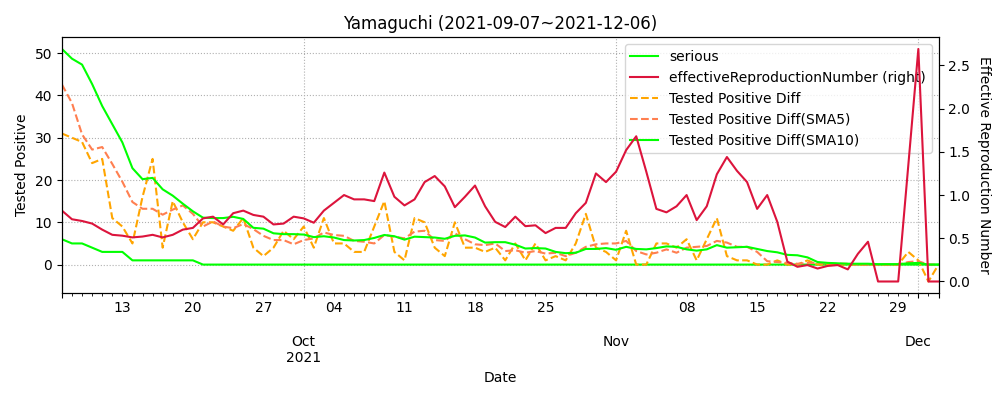 Yamaguchi (2021-09-07~2021-12-06)
50
40
30
20
10
0
Tested Positive
2.5
2.0
1.5
1.0
0.5
0.0
Effective Reproduction Number
serious
effectiveReproductionNumber (right)
Tested Positive Diff
Tested Positive Diff(SMA5)
Tested Positive Diff(SMA10)
13 20 27 04 11 18 25 08 15 22 29
Oct Nov Dec
2021
Date